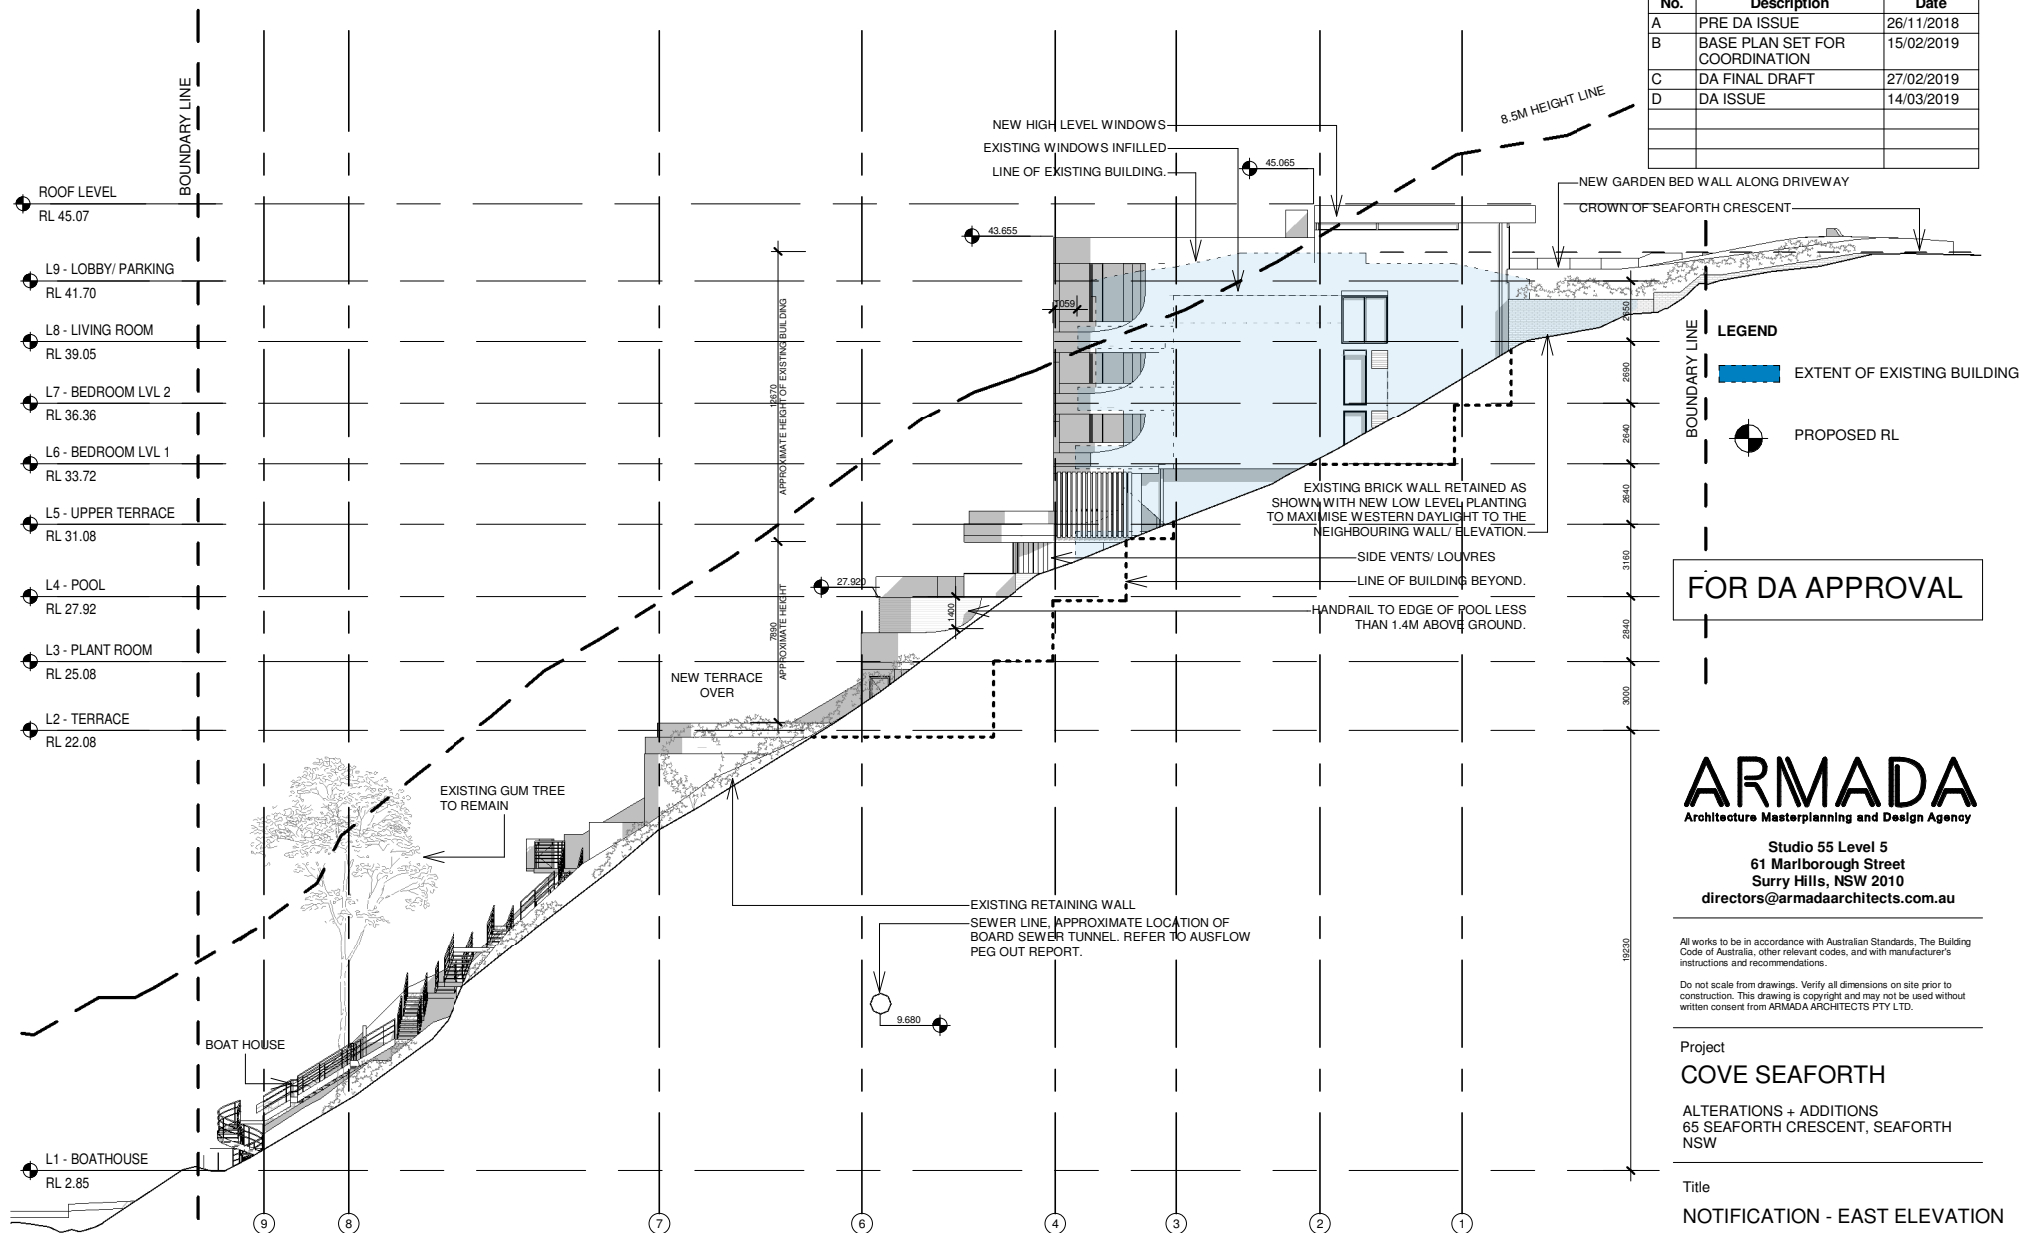 No. Description Date
A PRE DA ISSUE 26/11/2018
B BASE PLAN SET FOR 15/02/2019
COORDINATION
C DA FINAL DRAFT 27/02/2019
D DA ISSUE 14/03/2019
BOUNDARY LINE
8.5M HEIGHT LINE
NEW HIGH LEVEL WINDOWS
EXISTING WINDOWS INFILLED
LINE OF EXISTING BUILDING.
45.065
43.655
NEW GARDEN BED WALL ALONG DRIVEWAY
CROWN OF SEAFORTH CRESCENT
ROOF LEVEL
RL 45.07
L9 - LOBBY/ PARKING
RL 41.70
L8 - LIVING ROOM
RL 39.05
L7 - BEDROOM LVL 2
RL 36.36
L6 - BEDROOM LVL 1
RL 33.72
L5 - UPPER TERRACE
RL 31.08
L4 - POOL
RL 27.92
L3 - PLANT ROOM
RL 25.08
L2 - TERRACE
RL 22.08
L1 - BOATHOUSE
RL 2.85
12670
APPROXIMATE HEIGHT OF EXISTING BUILDING
7890
APPROXIMATE HEIGHT
1059
27.920
1400
EXISTING BRICK WALL RETAINED AS
SHOWN WITH NEW LOW LEVEL PLANTING
TO MAXIMISE WESTERN DAYLIGHT TO THE
NEIGHBOURING WALL/ ELEVATION.
SIDE VENTS/ LOUVRES
LINE OF BUILDING BEYOND.
HANDRAIL TO EDGE OF POOL LESS
THAN 1.4M ABOVE GROUND.
NEW TERRACE
OVER
EXISTING GUM TREE
TO REMAIN
EXISTING RETAINING WALL
SEWER LINE, APPROXIMATE LOCATION OF
BOARD SEWER TUNNEL. REFER TO AUSFLOW
PEG OUT REPORT.
9.680
BOAT HOUSE
2650
2690
2640
2640
3160
2840
3000
19230
9
8
7
6
4
3
2
1
BOUNDARY LINE
LEGEND
EXTENT OF EXISTING BUILDING
PROPOSED RL
FOR DA APPROVAL
ARMADA
Architecture Masterplanning and Design Agency
Studio 55 Level 5
61 Marlborough Street
Surry Hills, NSW 2010
directors@armadaarchitects.com.au
All works to be in accordance with Australian Standards, The Building
Code of Australia, other relevant codes, and with manufacturer's
instructions and recommendations.
Do not scale from drawings. Verify all dimensions on site prior to
construction. This drawing is copyright and may not be used without
written consent from ARMADA ARCHITECTS PTY LTD.
Project
COVE SEAFORTH
ALTERATIONS + ADDITIONS
65 SEAFORTH CRESCENT, SEAFORTH
NSW
Title
NOTIFICATION - EAST ELEVATION